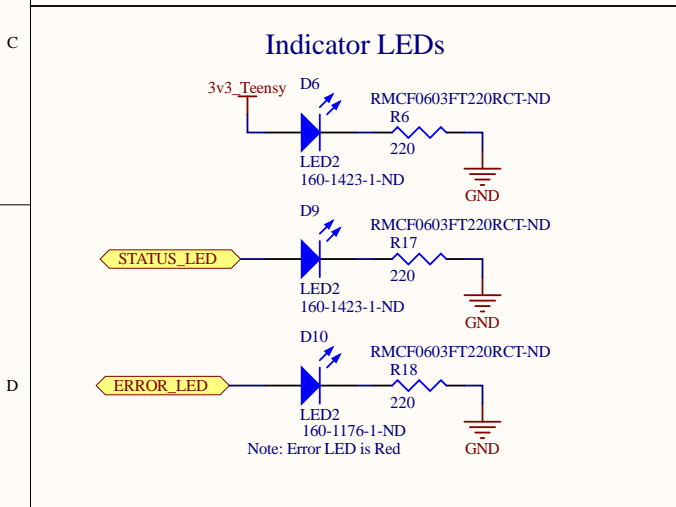 C
Indicator LEDs
3v3_Teensy
D6
RMCF0603FT220RCT-ND
R6
220
LED2
160-1423-1-ND
GND
D9
RMCF0603FT220RCT-ND
R17
STATUS_LED
220
LED2
160-1423-1-ND
GND
D10
RMCF0603FT220RCT-ND
R18
D
ERROR_LED
220
LED2
160-1176-1-ND
Note: Error LED is Red
GND